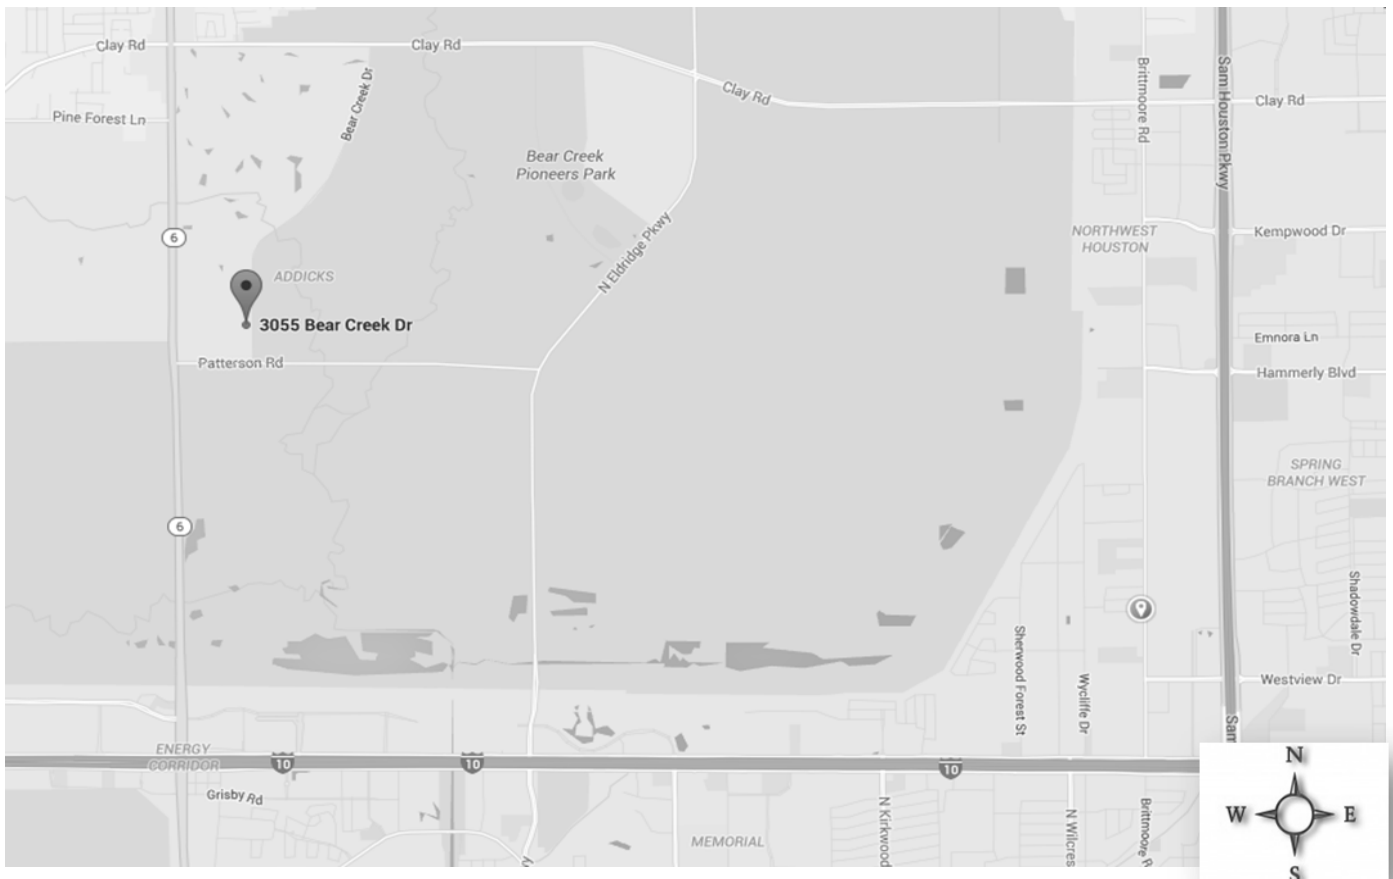 Clay Rd
Clay Rd
Clay Rd
Clay Rd
Pine Forest Ln
Bear Creek Dr
Brittmoore Rd
Sam Houston Pkwy
Bear Creek
Pioneers Park
6
N Eldridge Pkwy
NORTHWEST
HOUSTON
Kempwood Dr
ADDICKS
3055 Bear Creek Dr
Emnora Ln
Patterson Rd
Hammerly Blvd
SPRING
BRANCH WEST
6
Shadowdale Dr
Sherwood Forest St
Wycliffe Dr
Westview Dr
Sam
ENERGY
CORRIDOR
10
10
10
Grisby Rd
N Kirkwood
N Wilcres
Brittmoore R
MEMORIAL
y
N
W
E
S